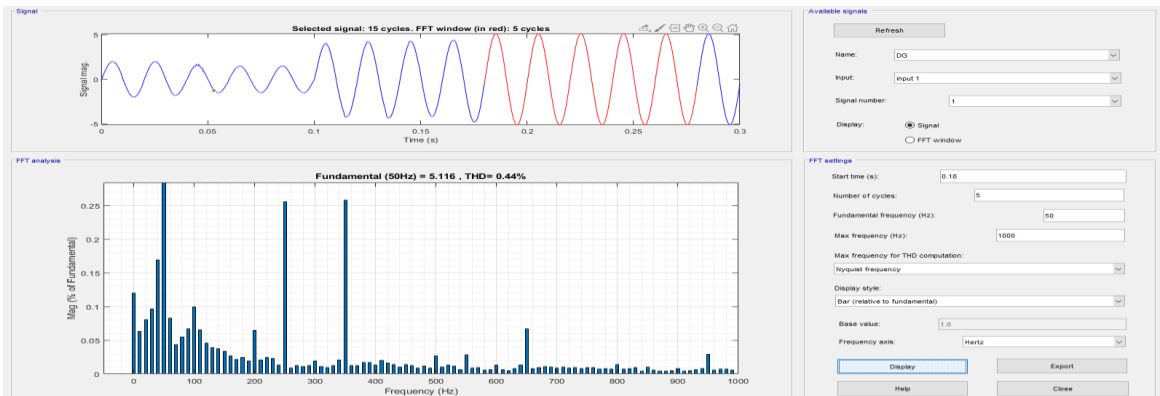 Signal
Selected signal: 15 cycles. FFT window (in red): 5 cycles
5
0
-5
Signal mag.
0
0.05
0.1
0.15
0.2
0.25
0.3
Time (s)
FFT analysis
Fundamental (50Hz) = 5.116 , THD= 0.44%
0.2
0.15
0.1
0.05
0
Mag (% of Fundamental)
0
100
200
300
400
500
600
700
800
900
1000
Frequency (Hz)
Available signals
Refresh
Name:
DG
Input:
input 1
Signal number:
1
Display:
Signal
FFT window
FFT settings
Start time (s):
0.18
Number of cycles:
5
Fundamental frequency (Hz):
50
Max frequency (Hz):
1000
Max frequency for THD computation:
Nyquist frequency
Display style:
Bar (relative to fundamental)
Base value:
1.0
Frequency axis:
Hertz
Display
Export
Help
Close